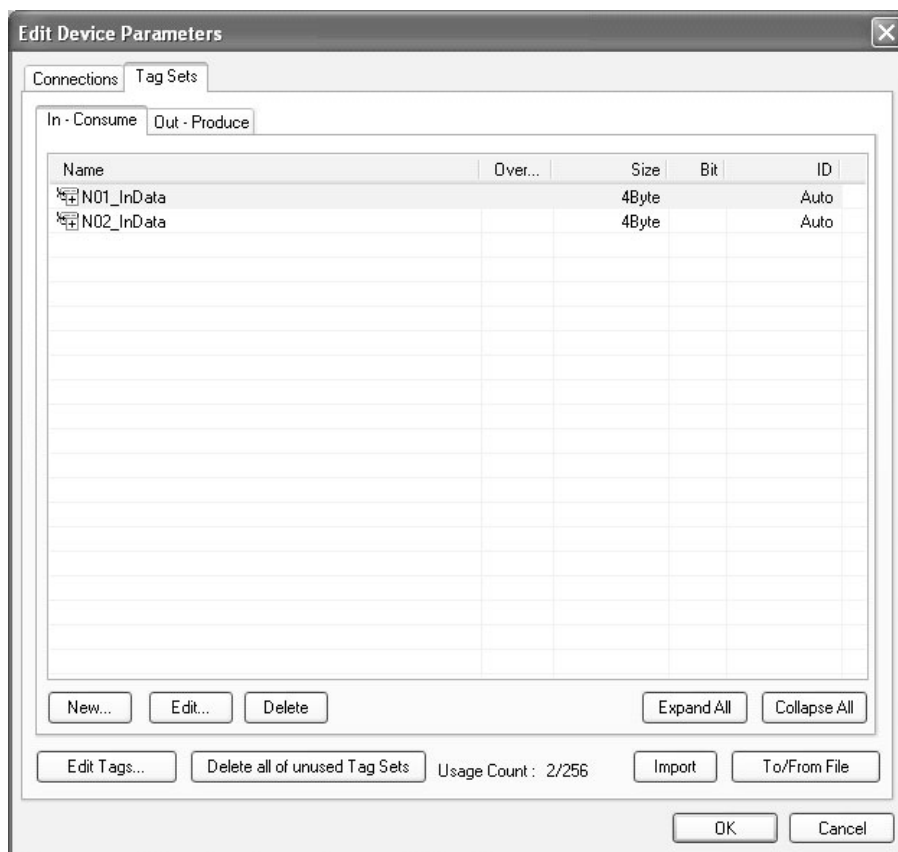 Edit Device Parameters
Connections Tag Sets
In - Consume Out - Produce
Name Over... Size Bit ID
N01_InData 4Byte Auto
N02_InData 4Byte Auto
New... Edit... Delete Expand All Collapse All
Edit Tags... Delete all of unused Tag Sets Usage Count : 2/256 Import To/From File
OK Cancel